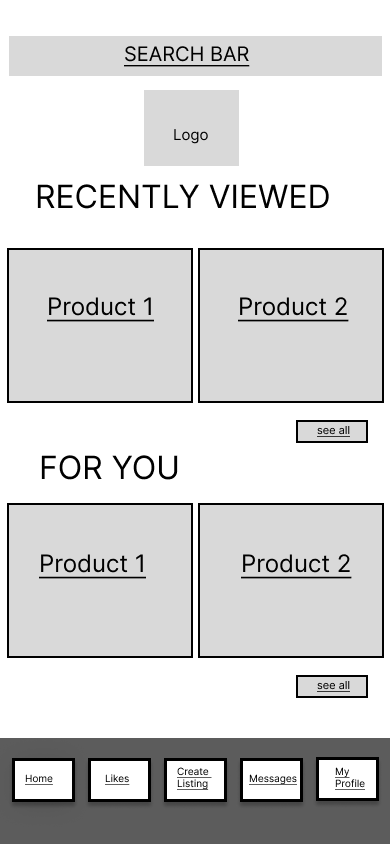 SEARCH BAR
Logo
RECENTLY VIEWED
Product 1
Product 2
see all
FOR YOU
Product 1
Product 2
see all
Home
Likes
Create
Listing
Messages
My
Profile